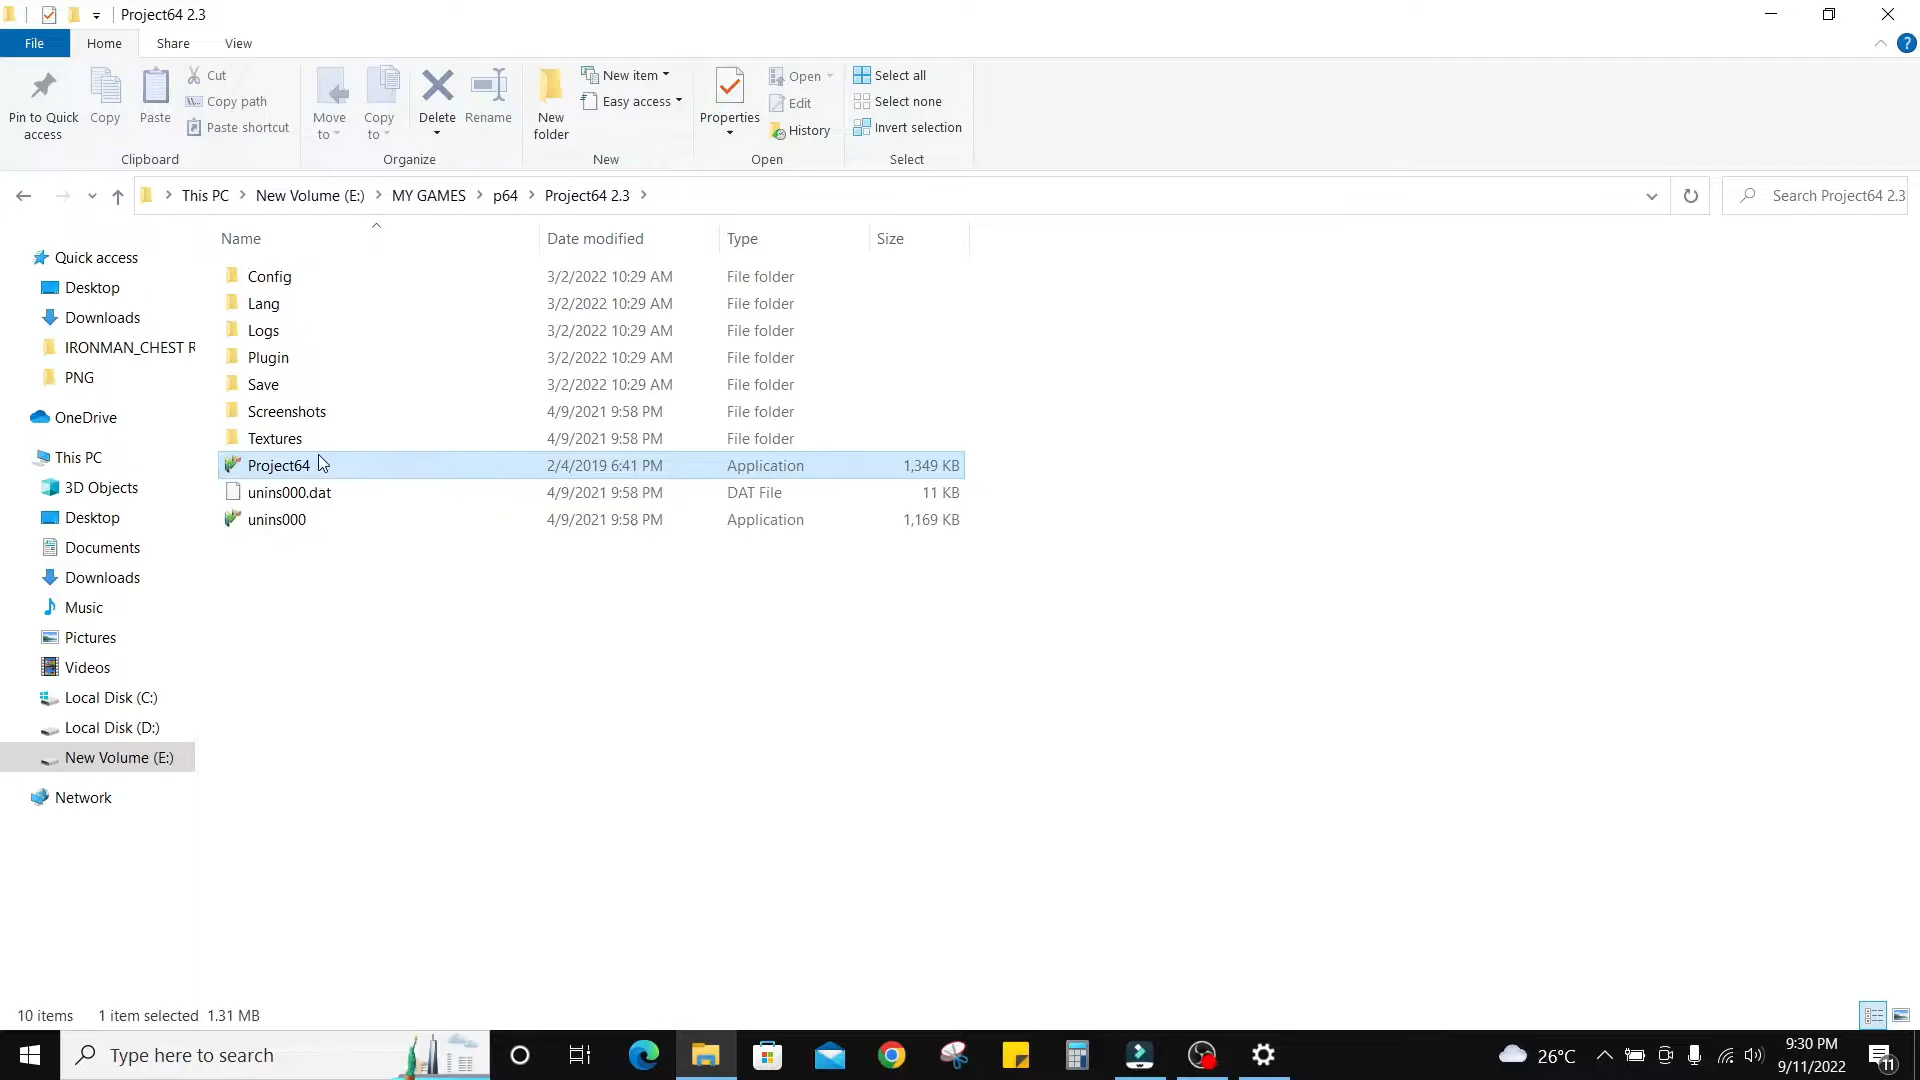 Project64 2.3
File Home Share View
Pin to Quick access
Copy
Paste
Cut
Copy path
Paste shortcut
Clipboard
Move to
Copy to
Delete
Rename
Organize
New folder
New item
Easy access
New
Properties
Open
Edit
History
Open
Select all
Select none
Invert selection
Select
This PC > New Volume (E:) > MY GAMES > p64 > Project64 2.3 >
Search Project64 2.3
Quick access
Desktop
Downloads
IRONMAN_CHEST R
PNG
OneDrive
This PC
3D Objects
Desktop
Documents
Downloads
Music
Pictures
Videos
Local Disk (C:)
Local Disk (D:)
New Volume (E:)
Network
Name Date modified Type Size
Config 3/2/2022 10:29 AM File folder
Lang 3/2/2022 10:29 AM File folder
Logs 3/2/2022 10:29 AM File folder
Plugin 3/2/2022 10:29 AM File folder
Save 3/2/2022 10:29 AM File folder
Screenshots 4/9/2021 9:58 PM File folder
Textures 4/9/2021 9:58 PM File folder
Project64 2/4/2019 6:41 PM Application 1,349 KB
unins000.dat 4/9/2021 9:58 PM DAT File 11 KB
unins000 4/9/2021 9:58 PM Application 1,169 KB
10 items 1 item selected 1.31 MB
Type here to search
26°C
9:30 PM
9/11/2022
11